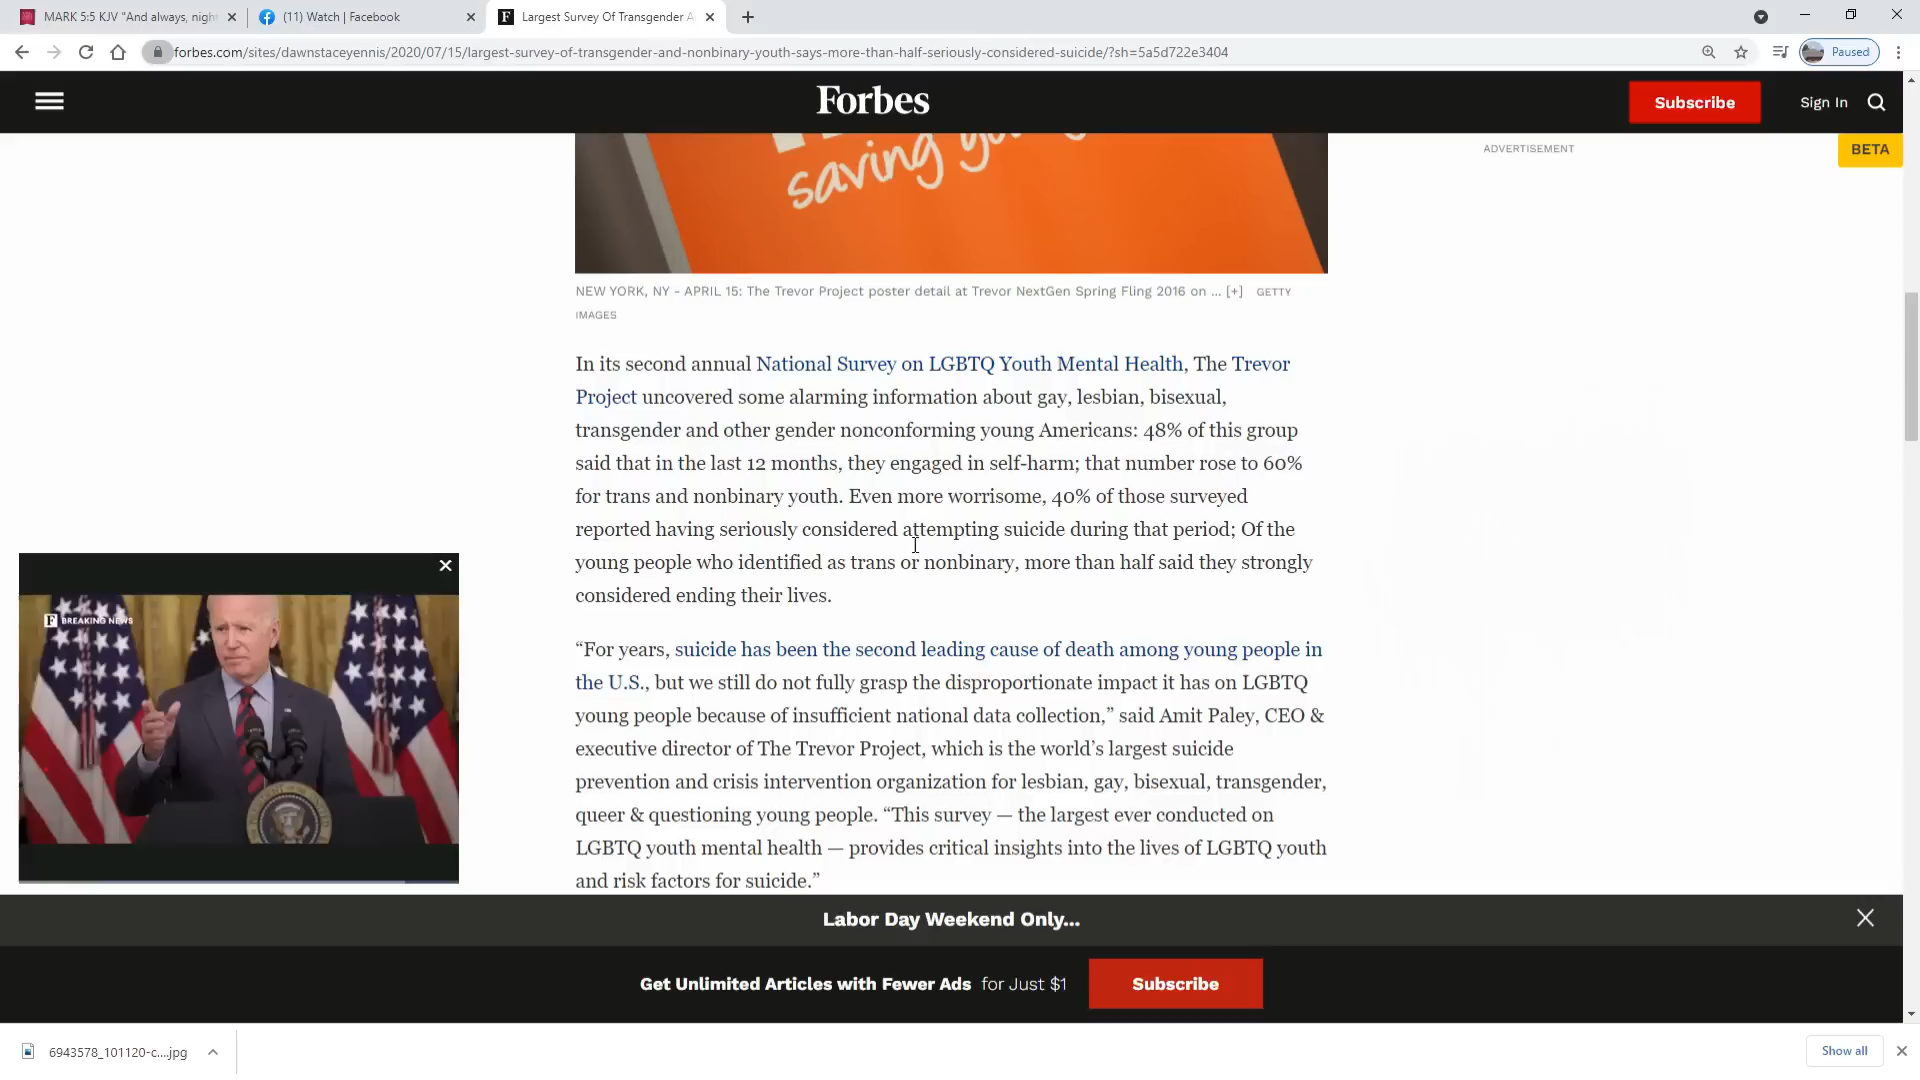 MARK 5:5 KJV "And always, nigh
(11) Watch | Facebook
Largest Survey Of Transgender A
forbes.com/sites/dawnstaceyennis/2020/07/15/largest-survey-of-transgender-and-nonbinary-youth-says-more-than-half-seriously-considered-suicide/?sh=5a5d722e3404
Paused
Forbes
Subscribe
Sign In
ADVERTISEMENT
BETA
saving
NEW YORK, NY - APRIL 15: The Trevor Project poster detail at Trevor NextGen Spring Fling 2016 on ... [+] GETTY
IMAGES
In its second annual National Survey on LGBTQ Youth Mental Health, The Trevor
Project uncovered some alarming information about gay, lesbian, bisexual,
transgender and other gender nonconforming young Americans: 48% of this group
said that in the last 12 months, they engaged in self-harm; that number rose to 60%
for trans and nonbinary youth. Even more worrisome, 40% of those surveyed
reported having seriously considered attempting suicide during that period; Of the
young people who identified as trans or nonbinary, more than half said they strongly
considered ending their lives.
F BREAKING NEWS
“For years, suicide has been the second leading cause of death among young people in
the U.S., but we still do not fully grasp the disproportionate impact it has on LGBTQ
young people because of insufficient national data collection,” said Amit Paley, CEO &
executive director of The Trevor Project, which is the world’s largest suicide
prevention and crisis intervention organization for lesbian, gay, bisexual, transgender,
queer & questioning young people. “This survey — the largest ever conducted on
LGBTQ youth mental health — provides critical insights into the lives of LGBTQ youth
and risk factors for suicide.”
Labor Day Weekend Only...
Get Unlimited Articles with Fewer Ads for Just $1
Subscribe
6943578_101120-c....jpg
Show all